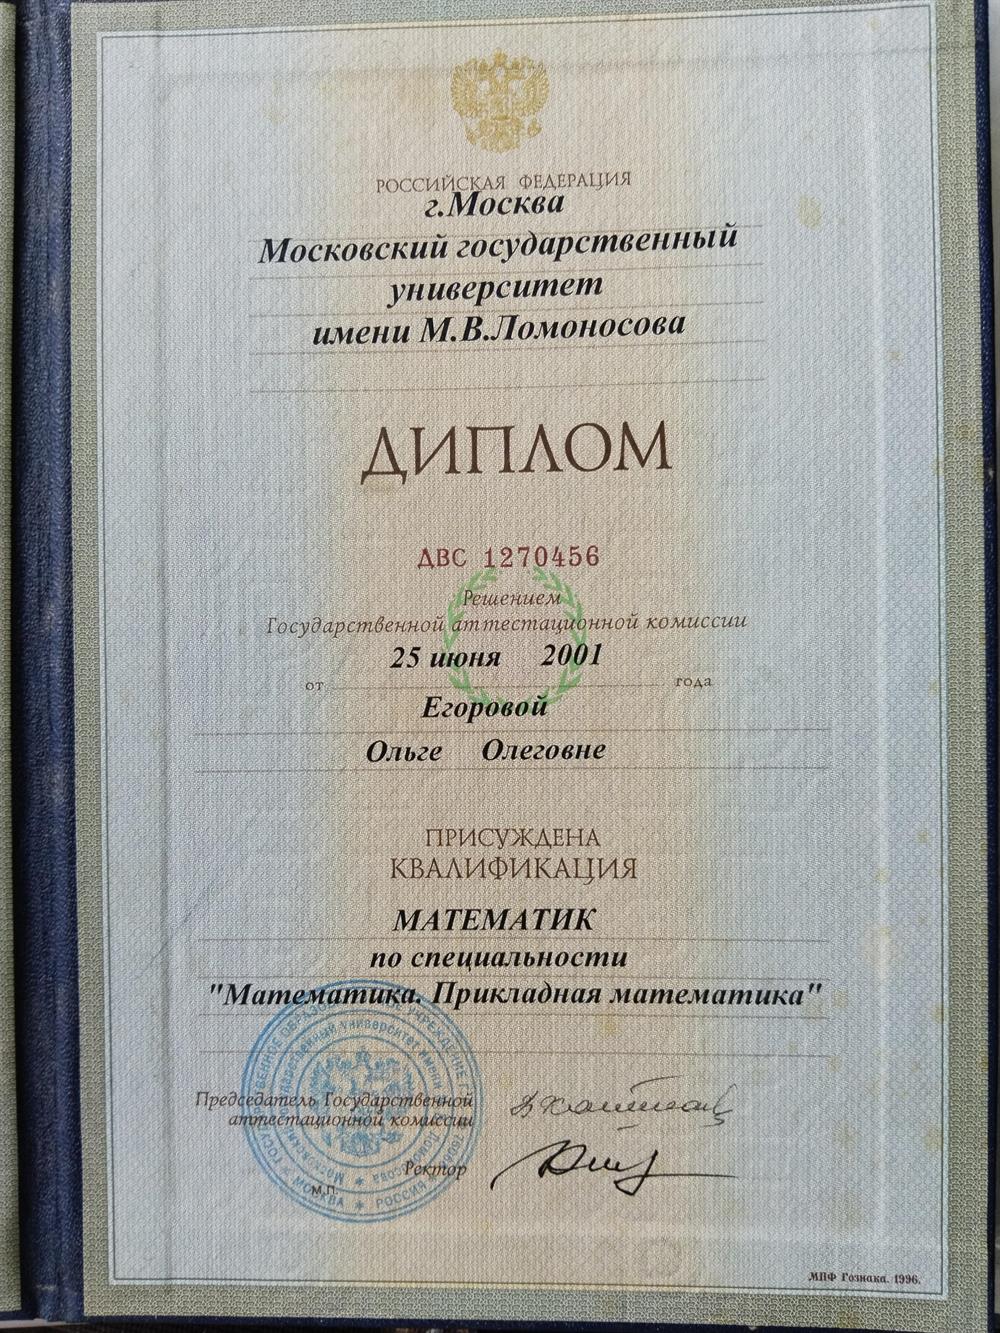 РОССИЙСКАЯ ФЕДЕРАЦИЯ
г.Москва
Московский государственный
университет
имени М.В.Ломоносова
ДИПЛОМ
ДВС 1270456
Решением
Государственной аттестационной комиссии
от 25 июня 2001 года
Егоровой
Ольге Олеговне
ПРИСУЖДЕНА
КВАЛИФИКАЦИЯ
МАТЕМАТИК
по специальности
"Математика. Прикладная математика"
Председатель Государственной
аттестационной комиссии
Ректор
М.П.
МОСКВА * РОССИЯ
МПФ Гознака. 1996.